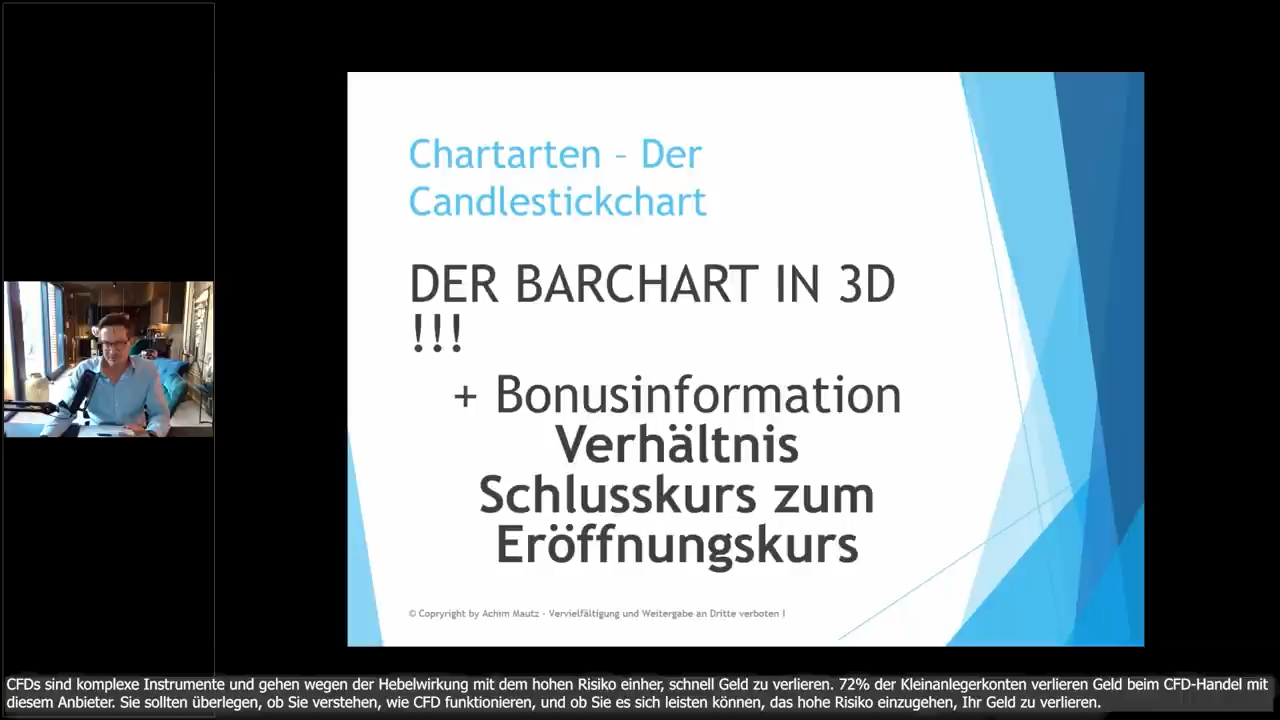 Chartarten – Der
Candlestickchart
DER BARCHART IN 3D
!!!
+ Bonusinformation
Verhältnis
Schlusskurs zum
Eröffnungskurs
© Copryright by Achim Mautz - Vervielfältigung und Weitergabe an Dritte verboten !
CFDs sind komplexe Instrumente und gehen wegen der Hebelwirkung mit dem hohen Risiko einher, schnell Geld zu verlieren. 72% der Kleinanlegerkonten verlieren Geld beim CFD-Handel mit
diesem Anbieter. Sie sollten überlegen, ob Sie verstehen, wie CFD funktionieren, und ob Sie es sich leisten können, das hohe Risiko einzugehen, Ihr Geld zu verlieren.